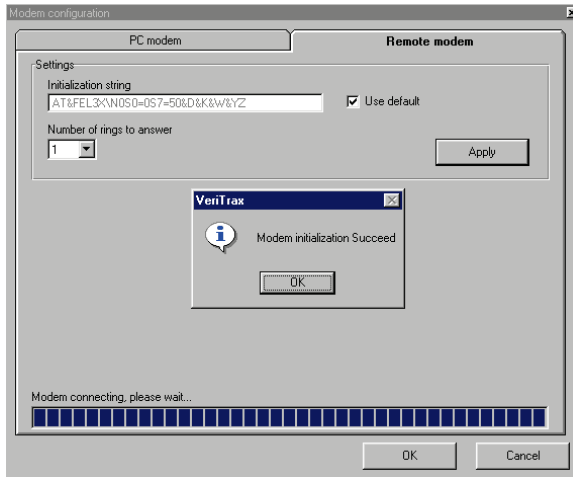 Modem configuration
PC modem
Remote modem
Settings
Initialization string
AT&FEL3X\N0S0=0S7=50&D&K&W&YZ
Use default
Number of rings to answer
1
Apply
VeriTrax
Modem initialization Succeed
OK
Modem connecting, please wait...
OK
Cancel